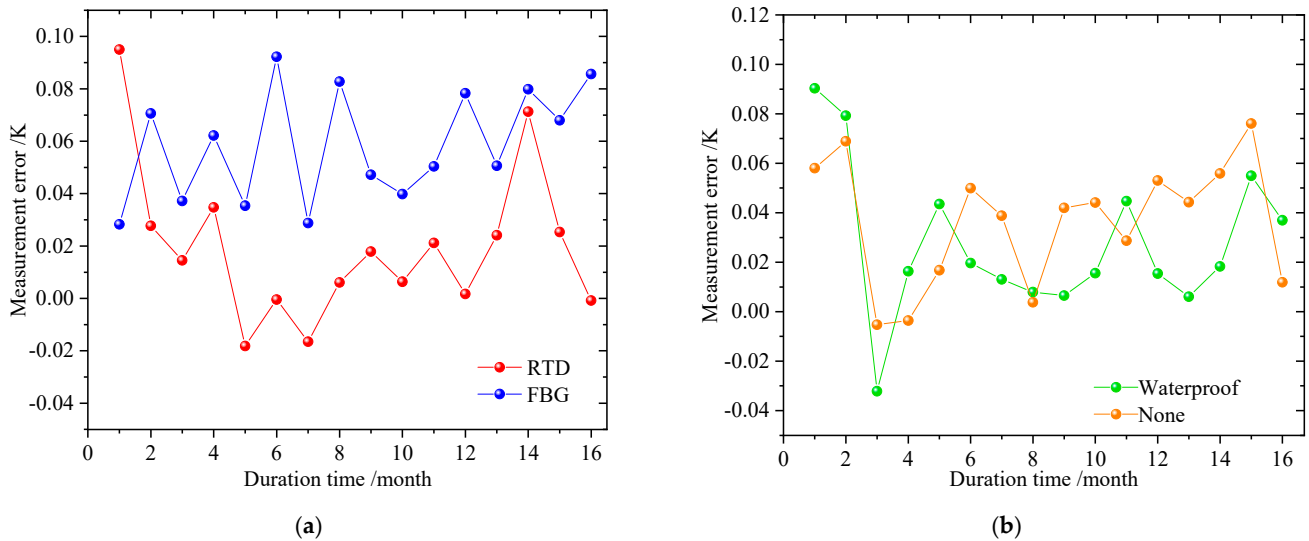 0.10
0.08
0.06
0.04
0.02
0.00
-0.02
-0.04
Measurement error /K
RTD
FBG
0 2 4 6 8 10 12 14 16
Duration time /month
(a)
0.12
0.10
0.08
0.06
0.04
0.02
0.00
-0.02
-0.04
Measurement error /K
Waterproof
None
0 2 4 6 8 10 12 14 16
Duration time /month
(b)